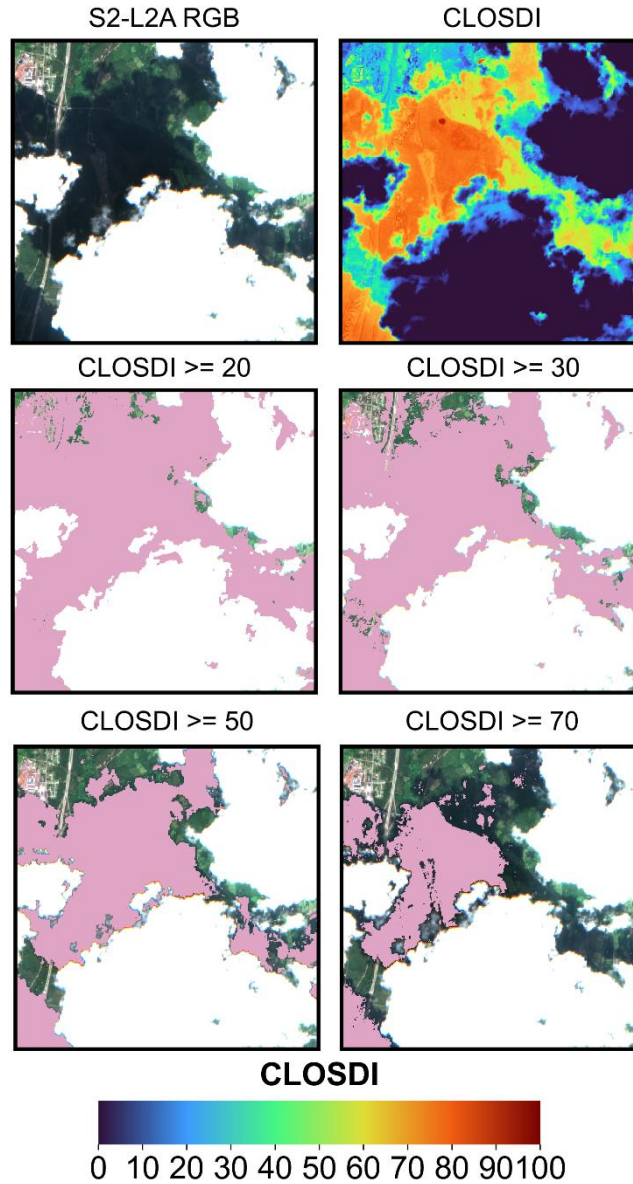 S2-L2A RGB CLOSDI
CLOSDI >= 20 CLOSDI >= 30
CLOSDI >= 50 CLOSDI >= 70
CLOSDI
0 10 20 30 40 50 60 70 80 90100